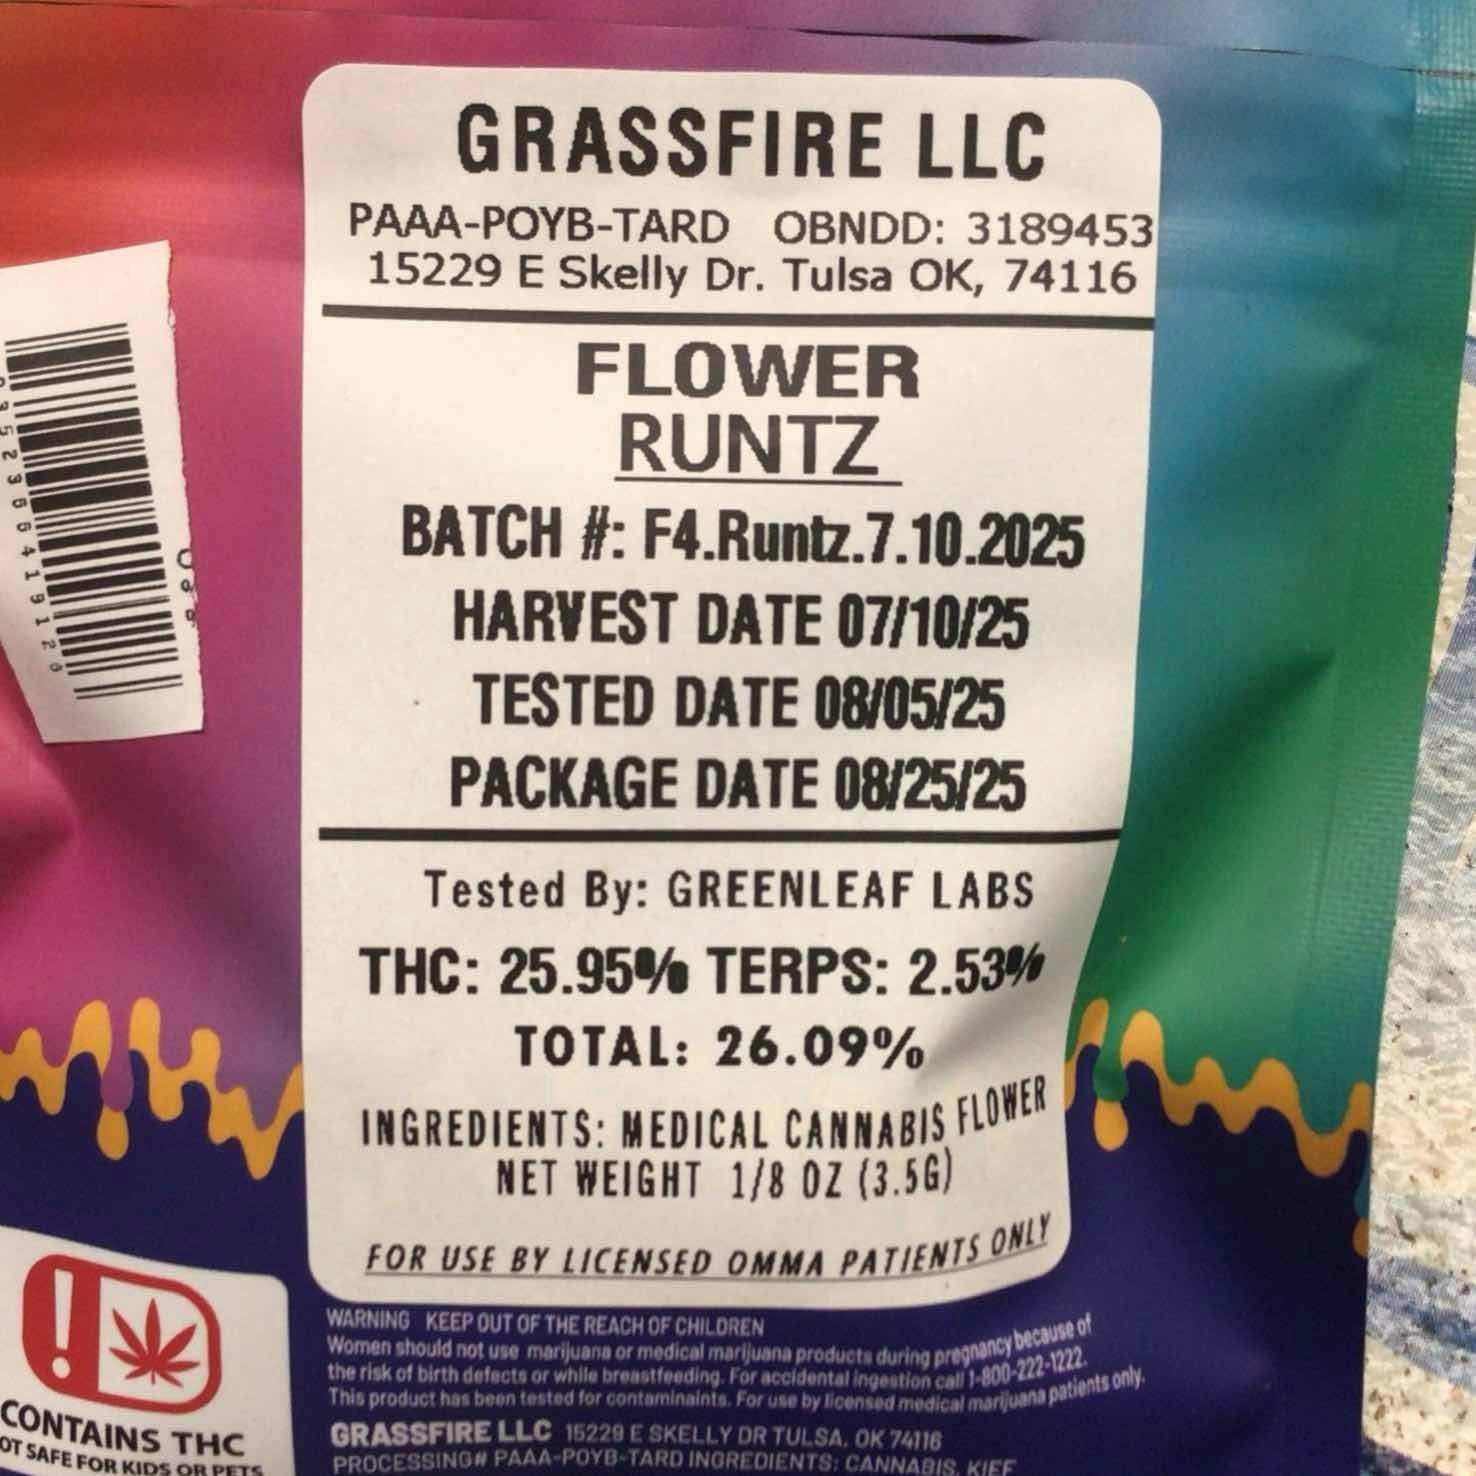 GRASSFIRE LLC
PAAA-POYB-TARD OBNDD: 3189453
15229 E Skelly Dr. Tulsa OK, 74116
FLOWER
RUNTZ
BATCH #: F4.Runtz.7.10.2025
HARVEST DATE 07/10/25
TESTED DATE 08/05/25
PACKAGE DATE 08/25/25
Tested By: GREENLEAF LABS
THC: 25.95% TERPS: 2.53%
TOTAL: 26.09%
INGREDIENTS: MEDICAL CANNABIS FLOWER
NET WEIGHT 1/8 OZ (3.5G)
FOR USE BY LICENSED OMMA PATIENTS ONLY
WARNING KEEP OUT OF THE REACH OF CHILDREN
Women should not use marijuana or medical marijuana products during pregnancy because of
the risk of birth defects or while breastfeeding. For accidental ingestion call 1-800-222-1222.
This product has been tested for contaminaints. For use by licensed medical marijuana patients only.
GRASSFIRE LLC 15229 E SKELLY DR TULSA, OK 74116
PROCESSING# PAAA-POYB-TARD INGREDIENTS: CANNABIS, KIEF
!
CONTAINS THC
OT SAFE FOR KIDS OR PETS